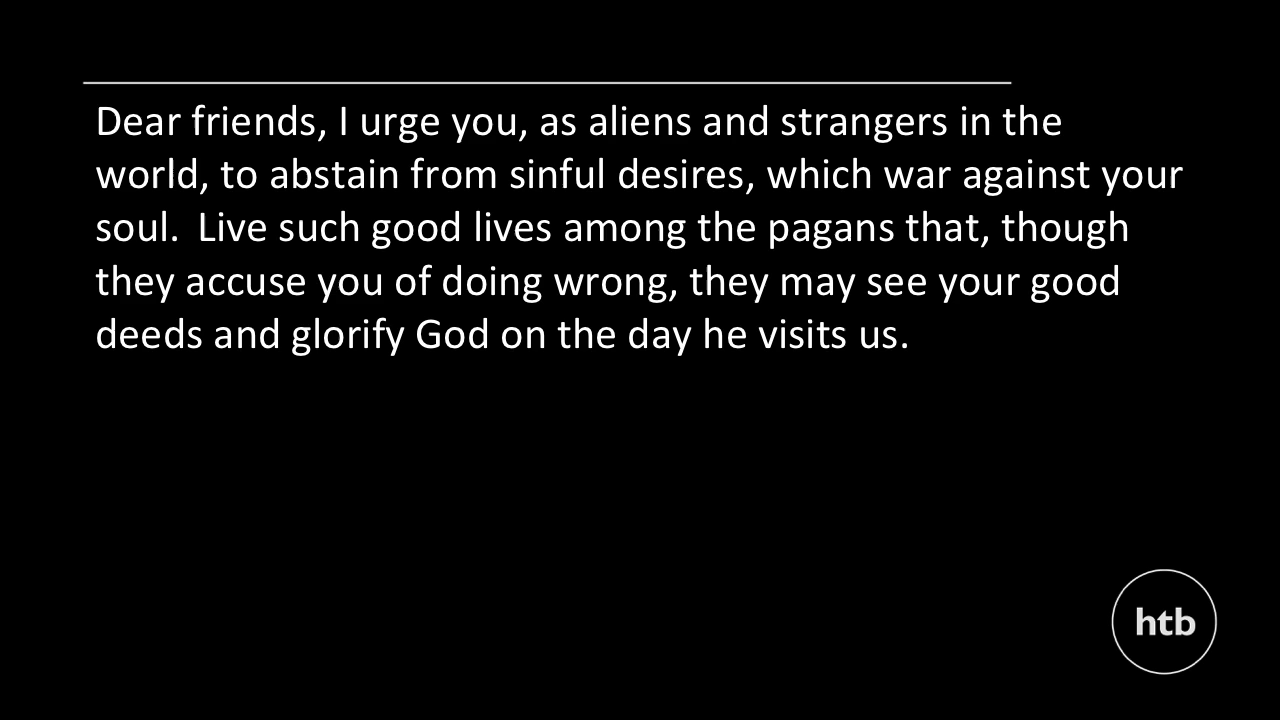 Dear friends, I urge you, as aliens and strangers in the
world, to abstain from sinful desires, which war against your
soul.  Live such good lives among the pagans that, though
they accuse you of doing wrong, they may see your good
deeds and glorify God on the day he visits us.
htb